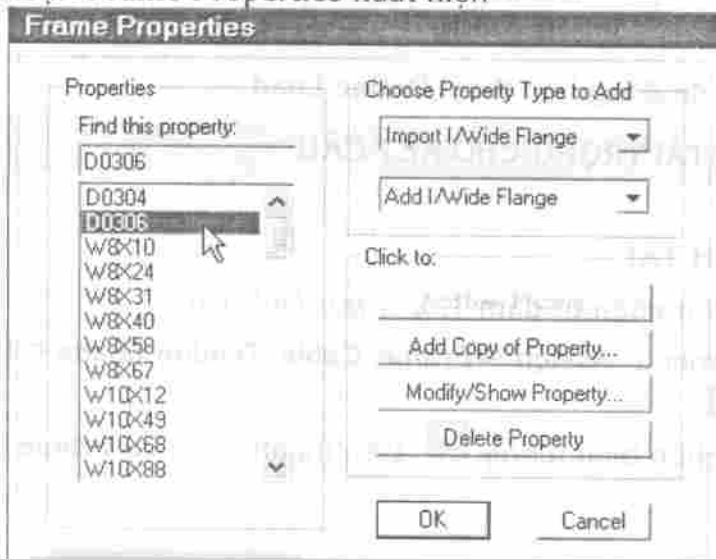 Frame Properties
Properties
Find this property:
D0306
D0304
D0306
W8X10
W8X24
W8X31
W8X40
W8X58
W8X67
W10X12
W10X49
W10X68
W10X88
Choose Property Type to Add
Import I/Wide Flange
Add I/Wide Flange
Click to:
Add Copy of Property...
Modify/Show Property...
Delete Property
OK
Cancel